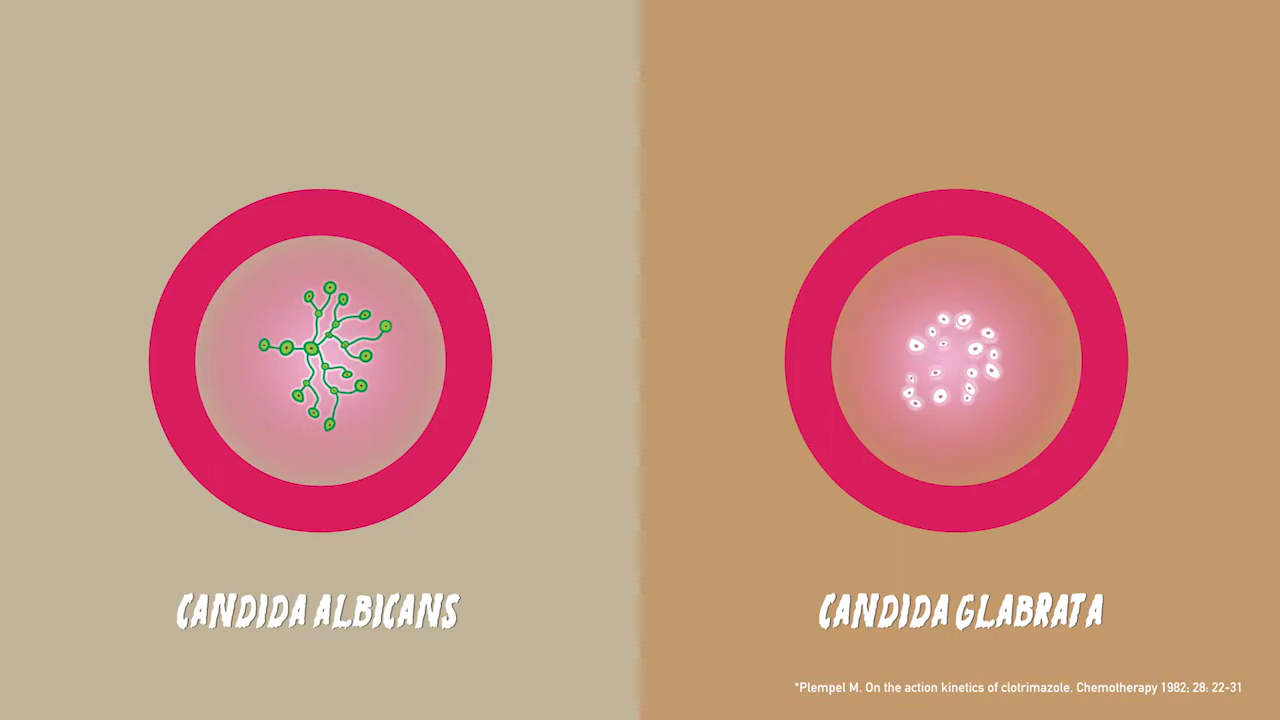 CANDIDA ALBICANS
CANDIDA GLABRATA
*Plempel M. On the action kinetics of clotrimazole. Chemotherapy 1982; 28: 22-31